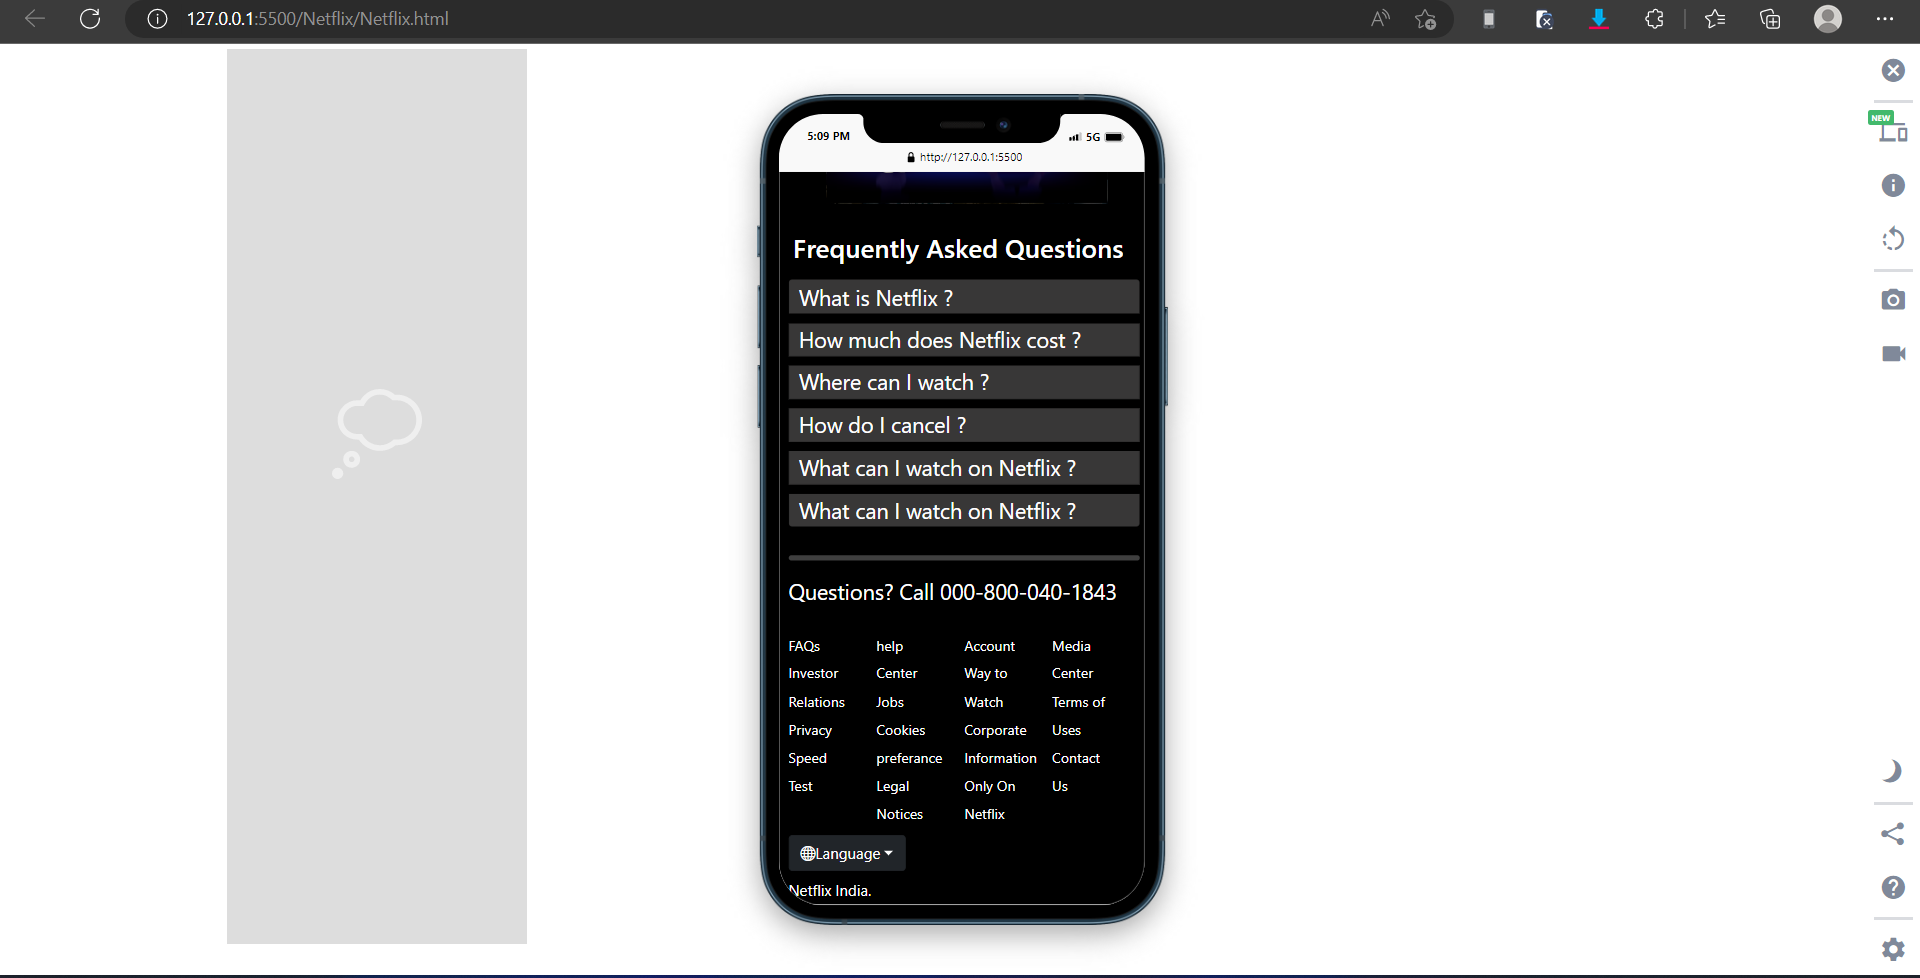 127.0.0.1:5500/Netflix/Netflix.html
NEW
5:09 PM
5G
http://127.0.0.1:5500
Frequently Asked Questions
What is Netflix ?
How much does Netflix cost ?
Where can I watch ?
How do I cancel ?
What can I watch on Netflix ?
What can I watch on Netflix ?
Questions? Call 000-800-040-1843
FAQs help Account Media
Investor Center Way to Center
Relations Jobs Watch Terms of
Privacy Cookies Corporate Uses
Speed preferance Information Contact
Test Legal Only On Us
Notices Netflix
Language
Netflix India.